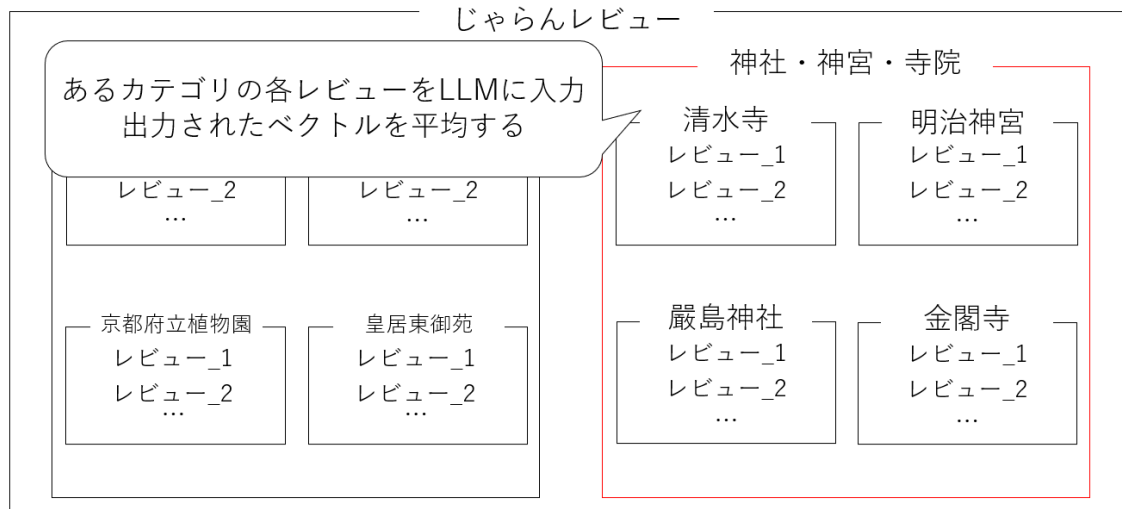 じゃらんレビュー
あるカテゴリの各レビューをLLMに入力
出力されたベクトルを平均する
レビュー_2
…
レビュー_2
…
京都府立植物園
レビュー_1
レビュー_2
…
皇居東御苑
レビュー_1
レビュー_2
…
神社・神宮・寺院
清水寺
レビュー_1
レビュー_2
…
明治神宮
レビュー_1
レビュー_2
…
嚴島神社
レビュー_1
レビュー_2
…
金閣寺
レビュー_1
レビュー_2
…